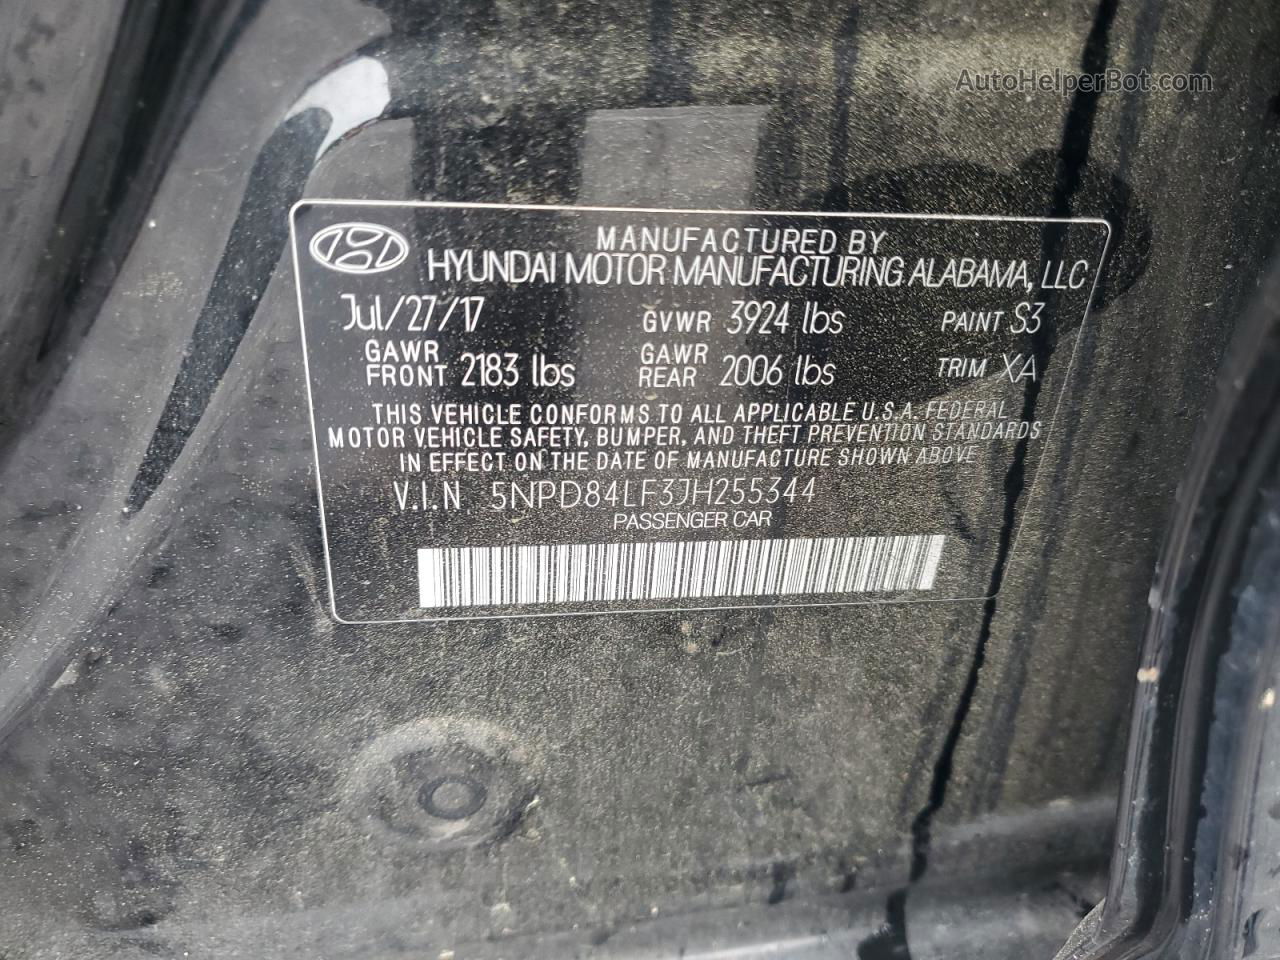 AutoHelperBot.com
MANUFACTURED BY
HYUNDAI MOTOR MANUFACTURING ALABAMA, LLC
Jul/27/17 GVWR 3924 lbs PAINT S3
GAWR FRONT 2183 lbs GAWR REAR 2006 lbs TRIM XA
THIS VEHICLE CONFORMS TO ALL APPLICABLE U.S.A. FEDERAL
MOTOR VEHICLE SAFETY, BUMPER, AND THEFT PREVENTION STANDARDS
IN EFFECT ON THE DATE OF MANUFACTURE SHOWN ABOVE
V.I.N 5NPD84LF3JH255344
PASSENGER CAR